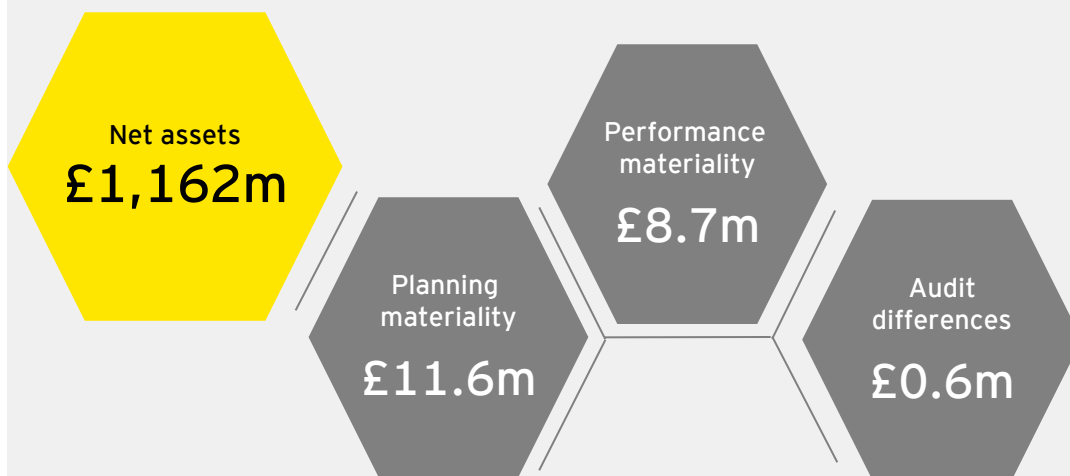 Net assets
£1,162m
Planning
materiality
£11.6m
Performance
materiality
£8.7m
Audit
differences
£0.6m